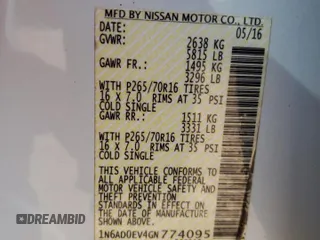 MFD BY NISSAN MOTOR CO., LTD.
DATE: 05/16
GVWR: 2638 KG
5815 LB
GAWR FR.: 1495 KG
3296 LB
WITH P265/70R16 TIRES
16 X 7.0 RIMS AT 35 PSI
COLD SINGLE
GAWR RR.: 1511 KG
3331 LB
WITH P265/70R16 TIRES
16 X 7.0 RIMS AT 35 PSI
COLD SINGLE
THIS VEHICLE CONFORMS TO
ALL APPLICABLE FEDERAL
MOTOR VEHICLE SAFETY AND
THEFT PREVENTION STANDARDS
IN EFFECT ON THE DATE OF
MANUFACTURE SHOWN ABOVE.
1N6AD0EV4GN774095
DREAMBID